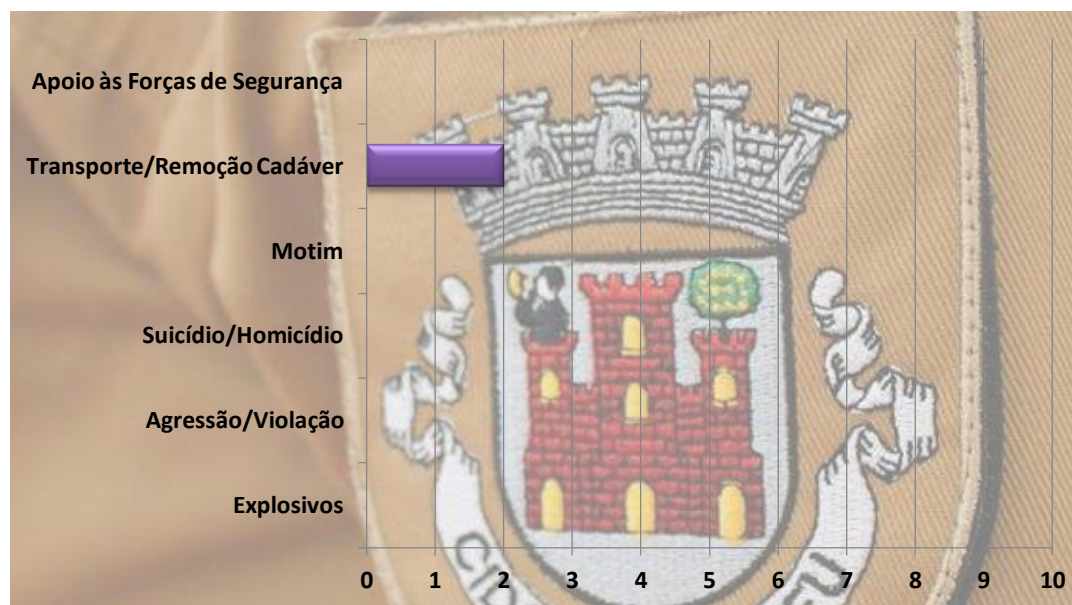 Apoio às Forças de Segurança
Transporte/Remoção Cadáver
Motim
Suicídio/Homicídio
Agressão/Violação
Explosivos
0 1 2 3 4 5 6 7 8 9 10